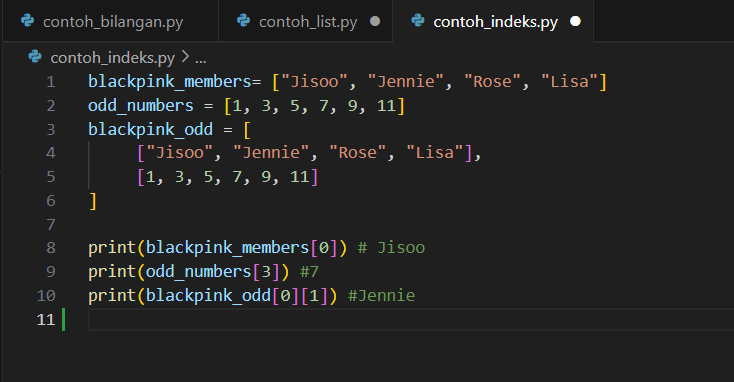 contoh_bilangan.py contoh_list.py contoh_indeks.py
contoh_indeks.py > ...
1 blackpink_members= ["Jisoo", "Jennie", "Rose", "Lisa"]
2 odd_numbers = [1, 3, 5, 7, 9, 11]
3 blackpink_odd = [
4     ["Jisoo", "Jennie", "Rose", "Lisa"],
5     [1, 3, 5, 7, 9, 11]
6 ]
7
8 print(blackpink_members[0]) # Jisoo
9 print(odd_numbers[3]) #7
10 print(blackpink_odd[0][1]) #Jennie
11